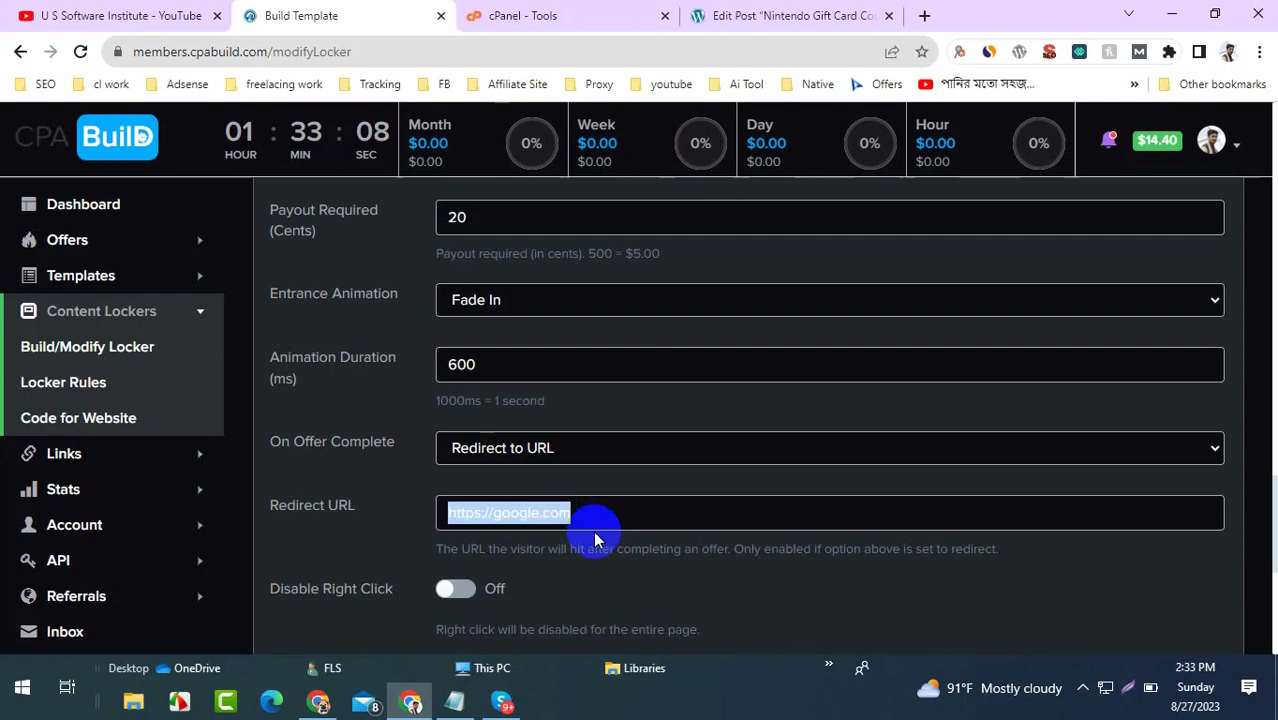 U S Software Institute - YouTube
Build Template
cPanel - Tools
Edit Post “Nintendo Gift Card Co
members.cpabuild.com/modifyLocker
SEO
cl work
Adsense
freelacing work
Tracking
FB
Affiliate Site
Proxy
youtube
Ai Tool
Native
Offers
পানির মতো সহজ...
»
Other bookmarks
CPA BuilD
01 : 33 : 08
HOUR MIN SEC
Month
$0.00
$0.00
0%
Week
$0.00
$0.00
0%
Day
$0.00
$0.00
0%
Hour
$0.00
$0.00
0%
$14.40
Dashboard
Offers
Templates
Content Lockers
Build/Modify Locker
Locker Rules
Code for Website
Links
Stats
Account
API
Referrals
Inbox
Payout Required
(Cents)
20
Payout required (in cents). 500 = $5.00
Entrance Animation
Fade In
Animation Duration
(ms)
600
1000ms = 1 second
On Offer Complete
Redirect to URL
Redirect URL
https://google.com
The URL the visitor will hit after completing an offer. Only enabled if option above is set to redirect.
Disable Right Click
Off
Right click will be disabled for the entire page.
Desktop
OneDrive
FLS
This PC
Libraries
»
8
9+
91°F Mostly cloudy
2:33 PM
Sunday
8/27/2023